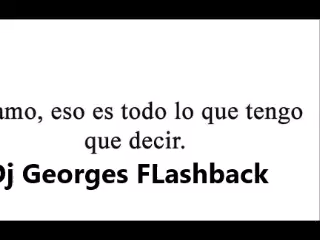 amo, eso es todo lo que tengo
que decir.
Dj Georges FLashback